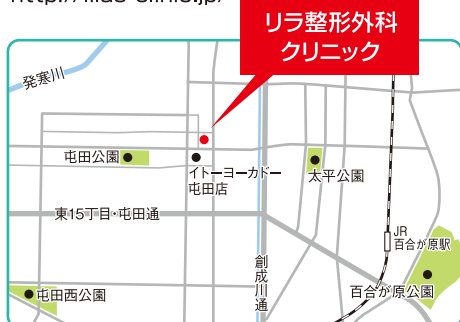 リラ整形外科
クリニック
発寒川
屯田公園
イトーヨーカドー
屯田店
太平公園
東15丁目・屯田通
JR
百合が原駅
創成川通
屯田西公園
百合が原公園